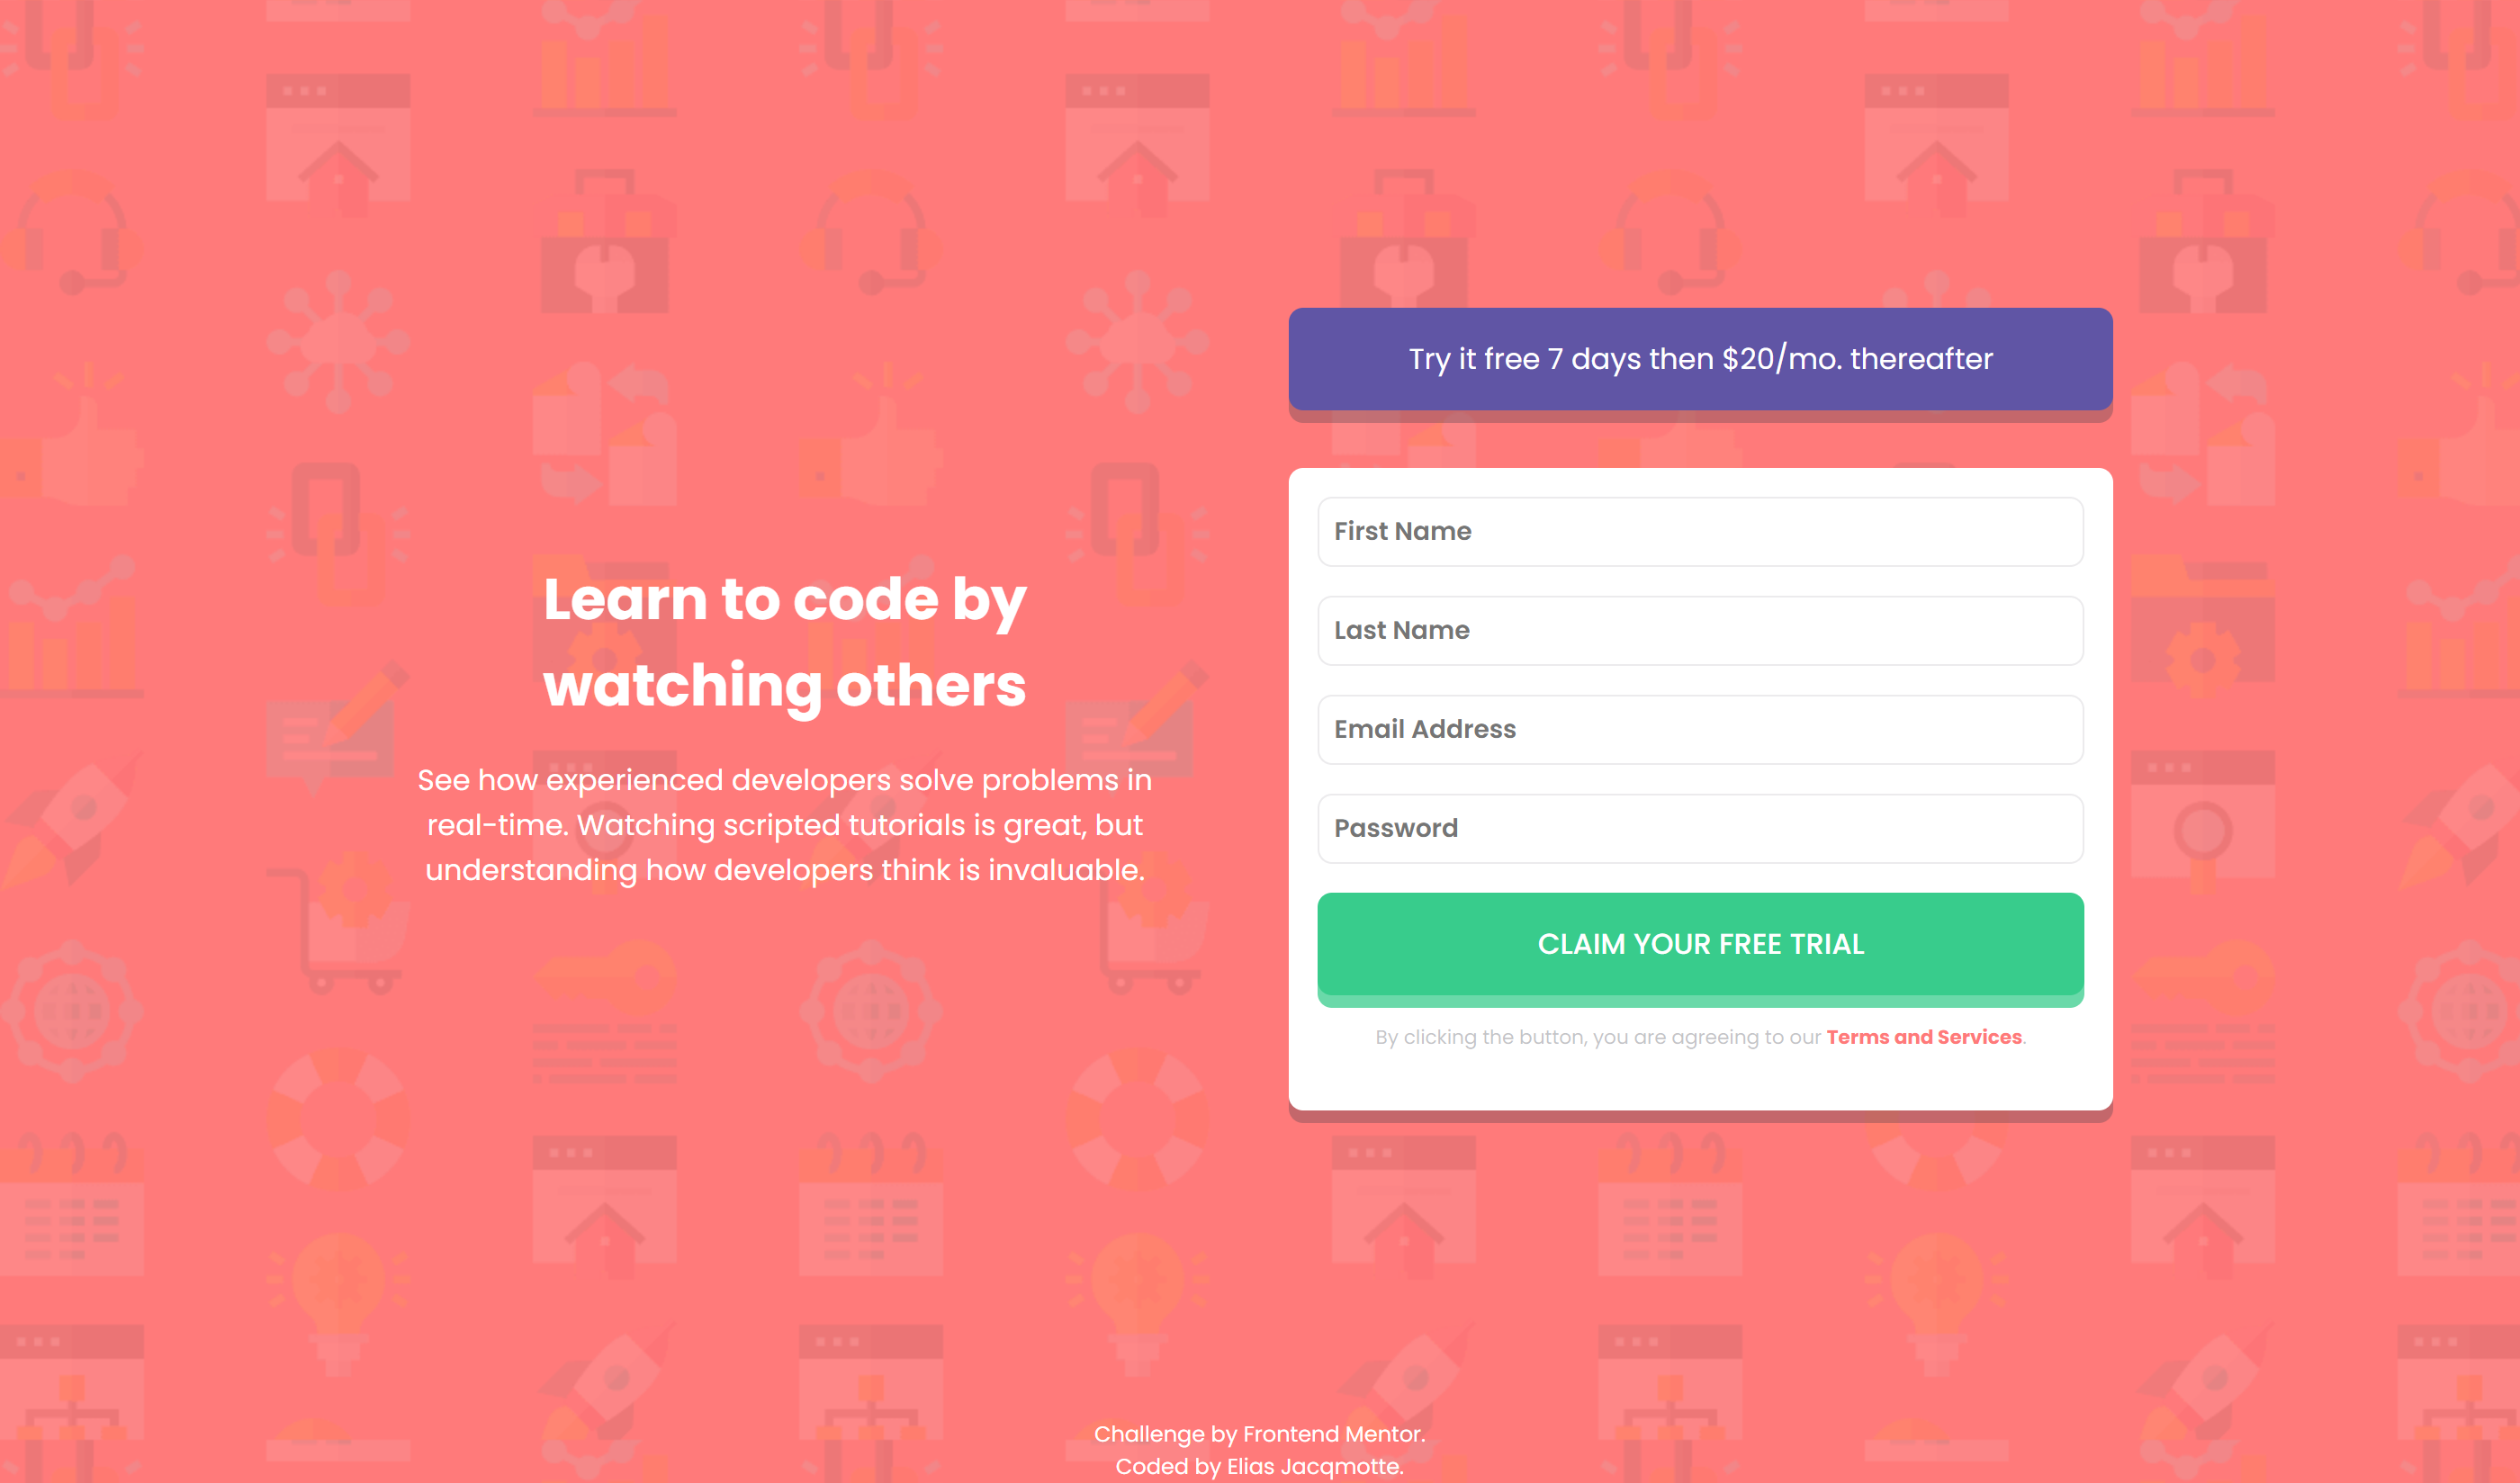 Learn to code by
watching others
See how experienced developers solve problems in
real-time. Watching scripted tutorials is great, but
understanding how developers think is invaluable.
Try it free 7 days then $20/mo. thereafter
First Name
Last Name
Email Address
Password
CLAIM YOUR FREE TRIAL
By clicking the button, you are agreeing to our Terms and Services.
Challenge by Frontend Mentor.
Coded by Elias Jacqmotte.